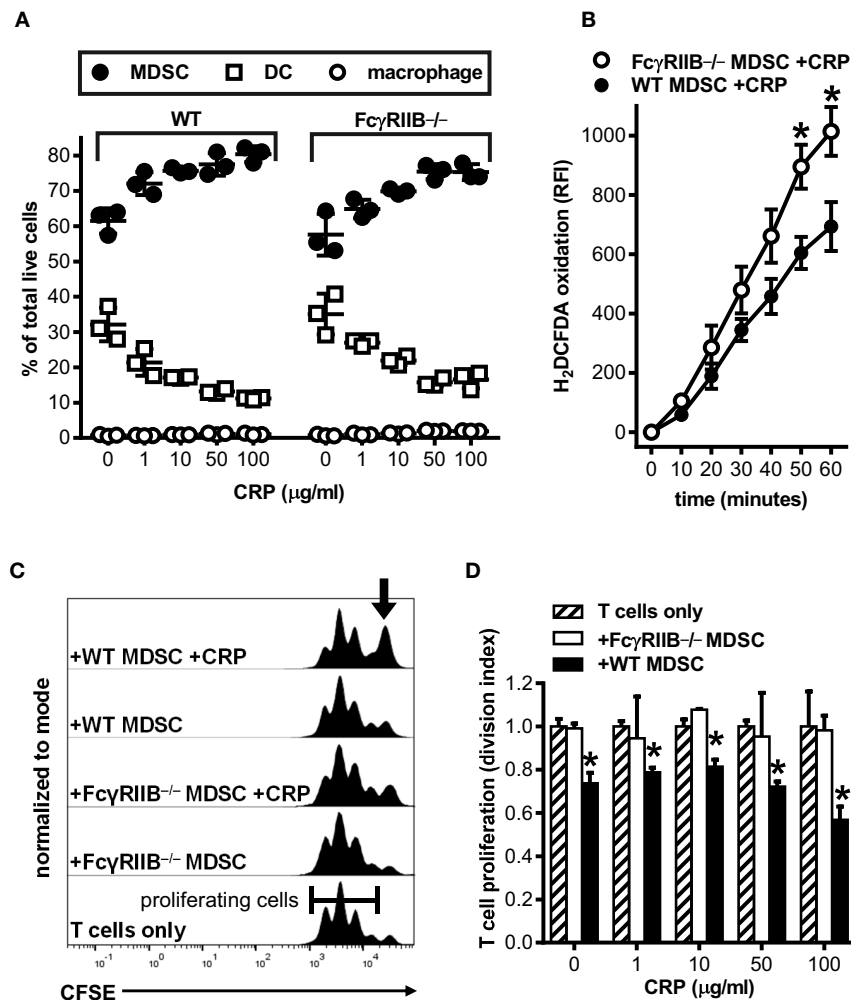 A
MDSC DC macrophage
WT FcγRIIB–/–
% of total live cells
80
70
60
50
40
30
20
10
0
0 1 10 50 100 0 1 10 50 100
CRP (μg/ml)
B
FcγRIIB–/– MDSC +CRP
WT MDSC +CRP
H2DCFDA oxidation (RFI)
1000
800
600
400
200
0
* *
0 10 20 30 40 50 60
time (minutes)
C
normalized to mode
+WT MDSC +CRP
+WT MDSC
+FcγRIIB–/– MDSC +CRP
+FcγRIIB–/– MDSC
proliferating cells
T cells only
10-1 100 101 102 103 104
CFSE
D
T cells only
+FcγRIIB–/– MDSC
+WT MDSC
T cell proliferation (division index)
1.2
1.0
0.8
0.6
0.4
0.2
0.0
* * * * *
0 1 10 50 100
CRP (μg/ml)